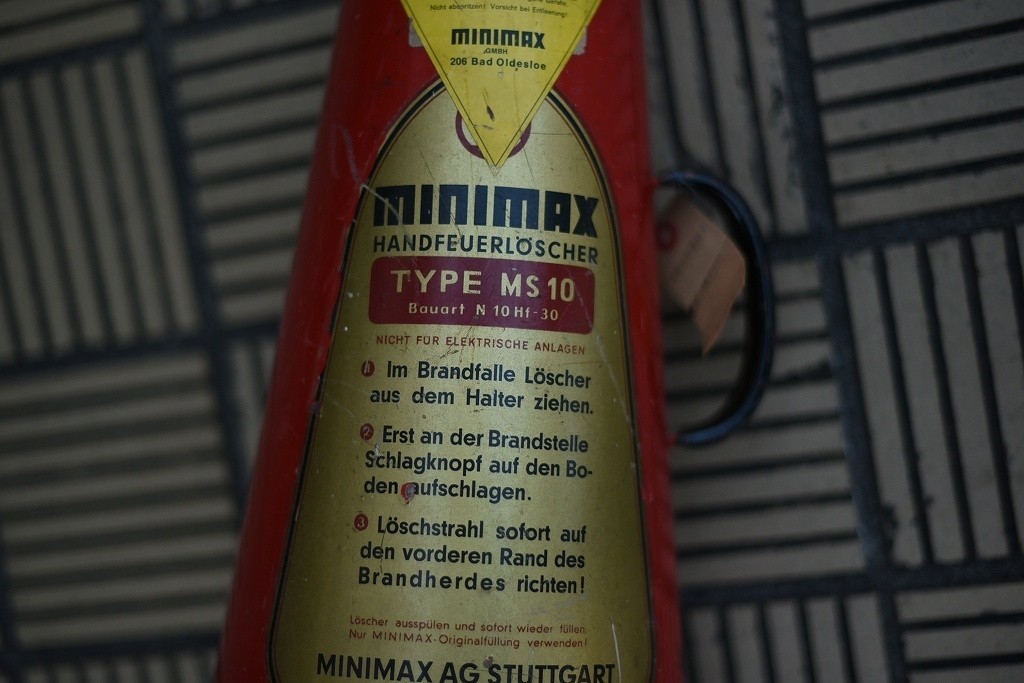 Nicht abspritzen! Vorsicht bei Entleerung!
MINIMAX
GMBH
206 Bad Oldesloe
MINIMAX
HANDFEUERLÖSCHER
TYPE MS 10
Bauart N 10 Hf-30
NICHT FÜR ELEKTRISCHE ANLAGEN
1 Im Brandfalle Löscher
aus dem Halter ziehen.
2 Erst an der Brandstelle
Schlagknopf auf den Bo-
den aufschlagen.
3 Löschstrahl sofort auf
den vorderen Rand des
Brandherdes richten!
Löscher ausspülen und sofort wieder füllen.
Nur MINIMAX-Originalfüllung verwenden!
MINIMAX AG STUTTGART